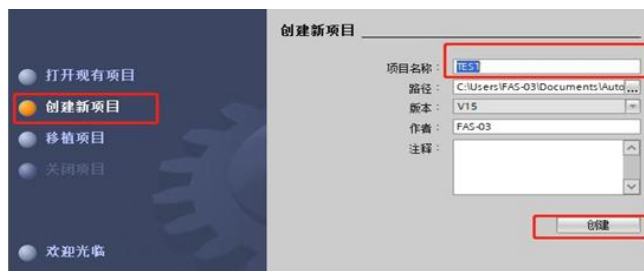 打开现有项目
创建新项目
移植项目
关闭项目
欢迎光临
创建新项目
项目名称：TEST
路径：C:\Users\FAS-03\Documents\Auto...
版本：V15
作者：FAS-03
注释：
创建